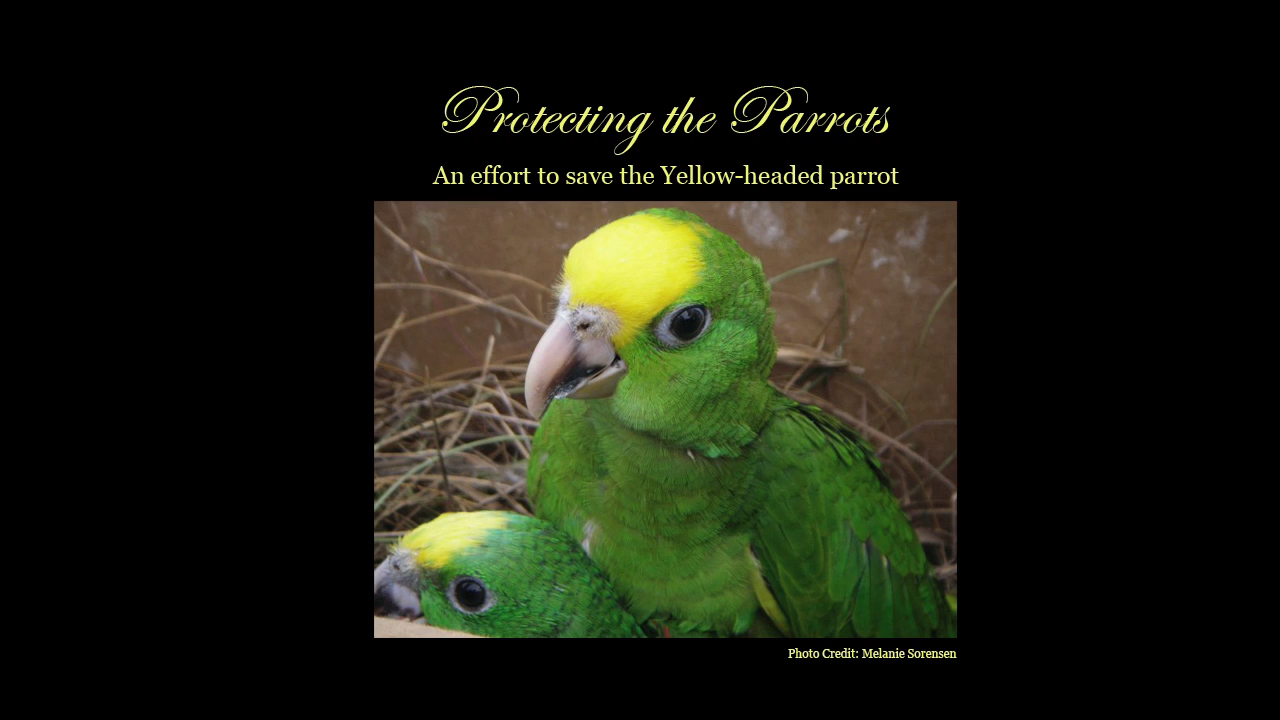 Protecting the Parrots
An effort to save the Yellow-headed parrot
Photo Credit: Melanie Sorensen